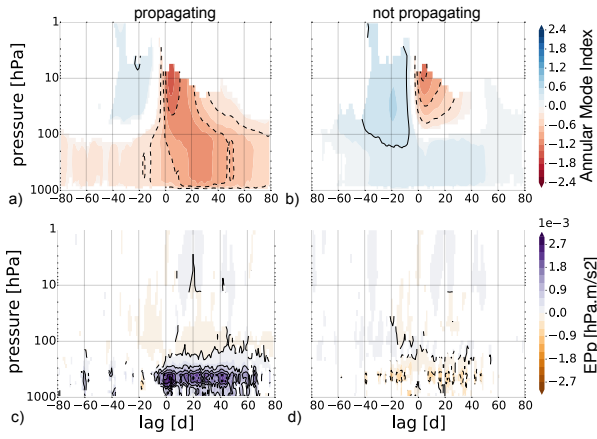 propagating
not propagating
1
10
100
1000
pressure [hPa]
a)
−80 −60 −40 −20 0 20 40 60 80
b)
−80 −60 −40 −20 0 20 40 60 80
2.4
1.6
0.8
0.0
−0.8
−1.6
−2.4
Annular Mode Index
1
10
100
1000
pressure [hPa]
c)
−80 −60 −40 −20 0 20 40 60 80
lag [d]
d)
−80 −60 −40 −20 0 20 40 60 80
lag [d]
1e−3
2.7
1.8
0.9
0.0
−0.9
−1.8
−2.7
EPp [hPa.m/s2]